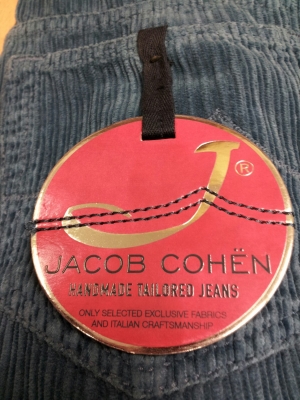 J ®
JACOB COHËN
HANDMADE TAILORED JEANS
ONLY SELECTED EXCLUSIVE FABRICS
AND ITALIAN CRAFTSMANSHIP